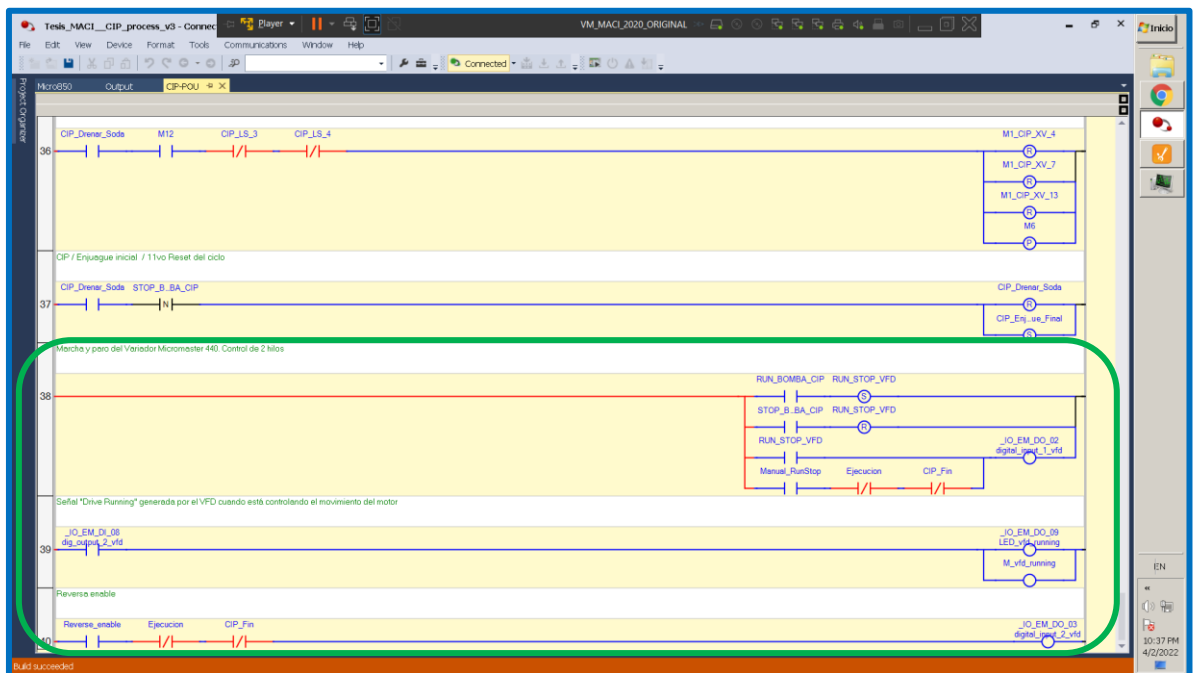 Tesis_MACI__CIP_process_v3 - Connec
Player
VM_MACI_2020_ORIGINAL
Inicio
File Edit View Device Format Tools Communications Window Help
Connected
Project Organizer
Micro850 Output CIP-POU
CIP_Drenar_Soda M12 CIP_LS_3 CIP_LS_4 M1_CIP_XV_4
36
R
M1_CIP_XV_7
R
M1_CIP_XV_13
R
M6
P
CIP / Enjuague inicial / 11vo Reset del ciclo
CIP_Drenar_Soda STOP_B..BA_CIP CIP_Drenar_Soda
37 N R
CIP_Enj..ue_Final
S
Marcha y paro del Variador Micromaster 440. Control de 2 hilos
RUN_BOMBA_CIP RUN_STOP_VFD
38 S
STOP_B..BA_CIP RUN_STOP_VFD
R
RUN_STOP_VFD _IO_EM_DO_02
digital_input_1_vfd
Manual_RunStop Ejecucion CIP_Fin
Señal "Drive Running" generada por el VFD cuando está controlando el movimiento del motor
_IO_EM_DI_08 _IO_EM_DO_09
dig_output_2_vfd LED_vfd_running
39
M_vfd_running
EN
Reverse enable
Reverse_enable Ejecucion CIP_Fin _IO_EM_DO_03
digital_input_2_vfd
40
10:37 PM
4/2/2022
Build succeeded